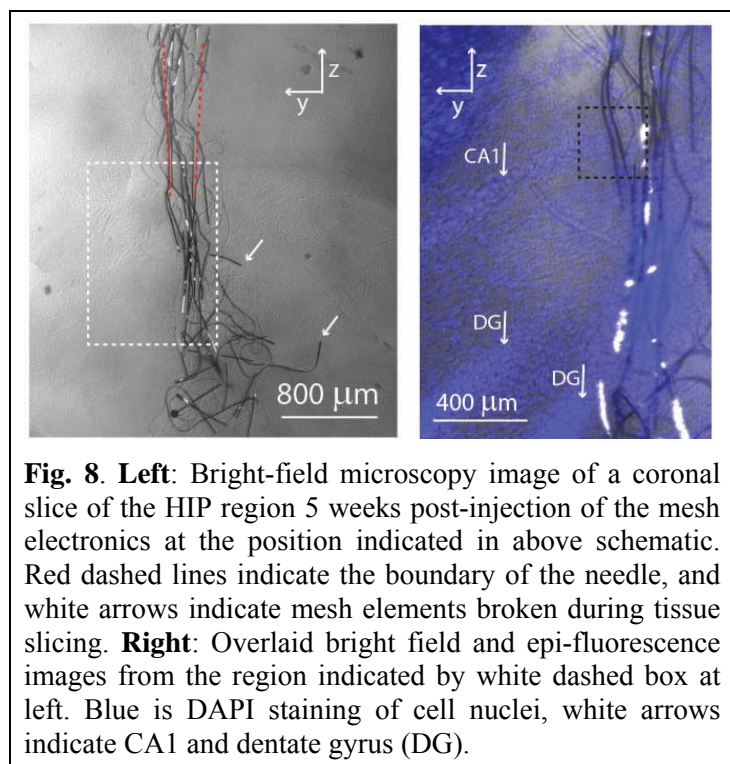 z
y
800 μm
z
y
CA1
DG
DG
400 μm
Fig. 8. Left: Bright-field microscopy image of a coronal
slice of the HIP region 5 weeks post-injection of the mesh
electronics at the position indicated in above schematic.
Red dashed lines indicate the boundary of the needle, and
white arrows indicate mesh elements broken during tissue
slicing. Right: Overlaid bright field and epi-fluorescence
images from the region indicated by white dashed box at
left. Blue is DAPI staining of cell nuclei, white arrows
indicate CA1 and dentate gyrus (DG).